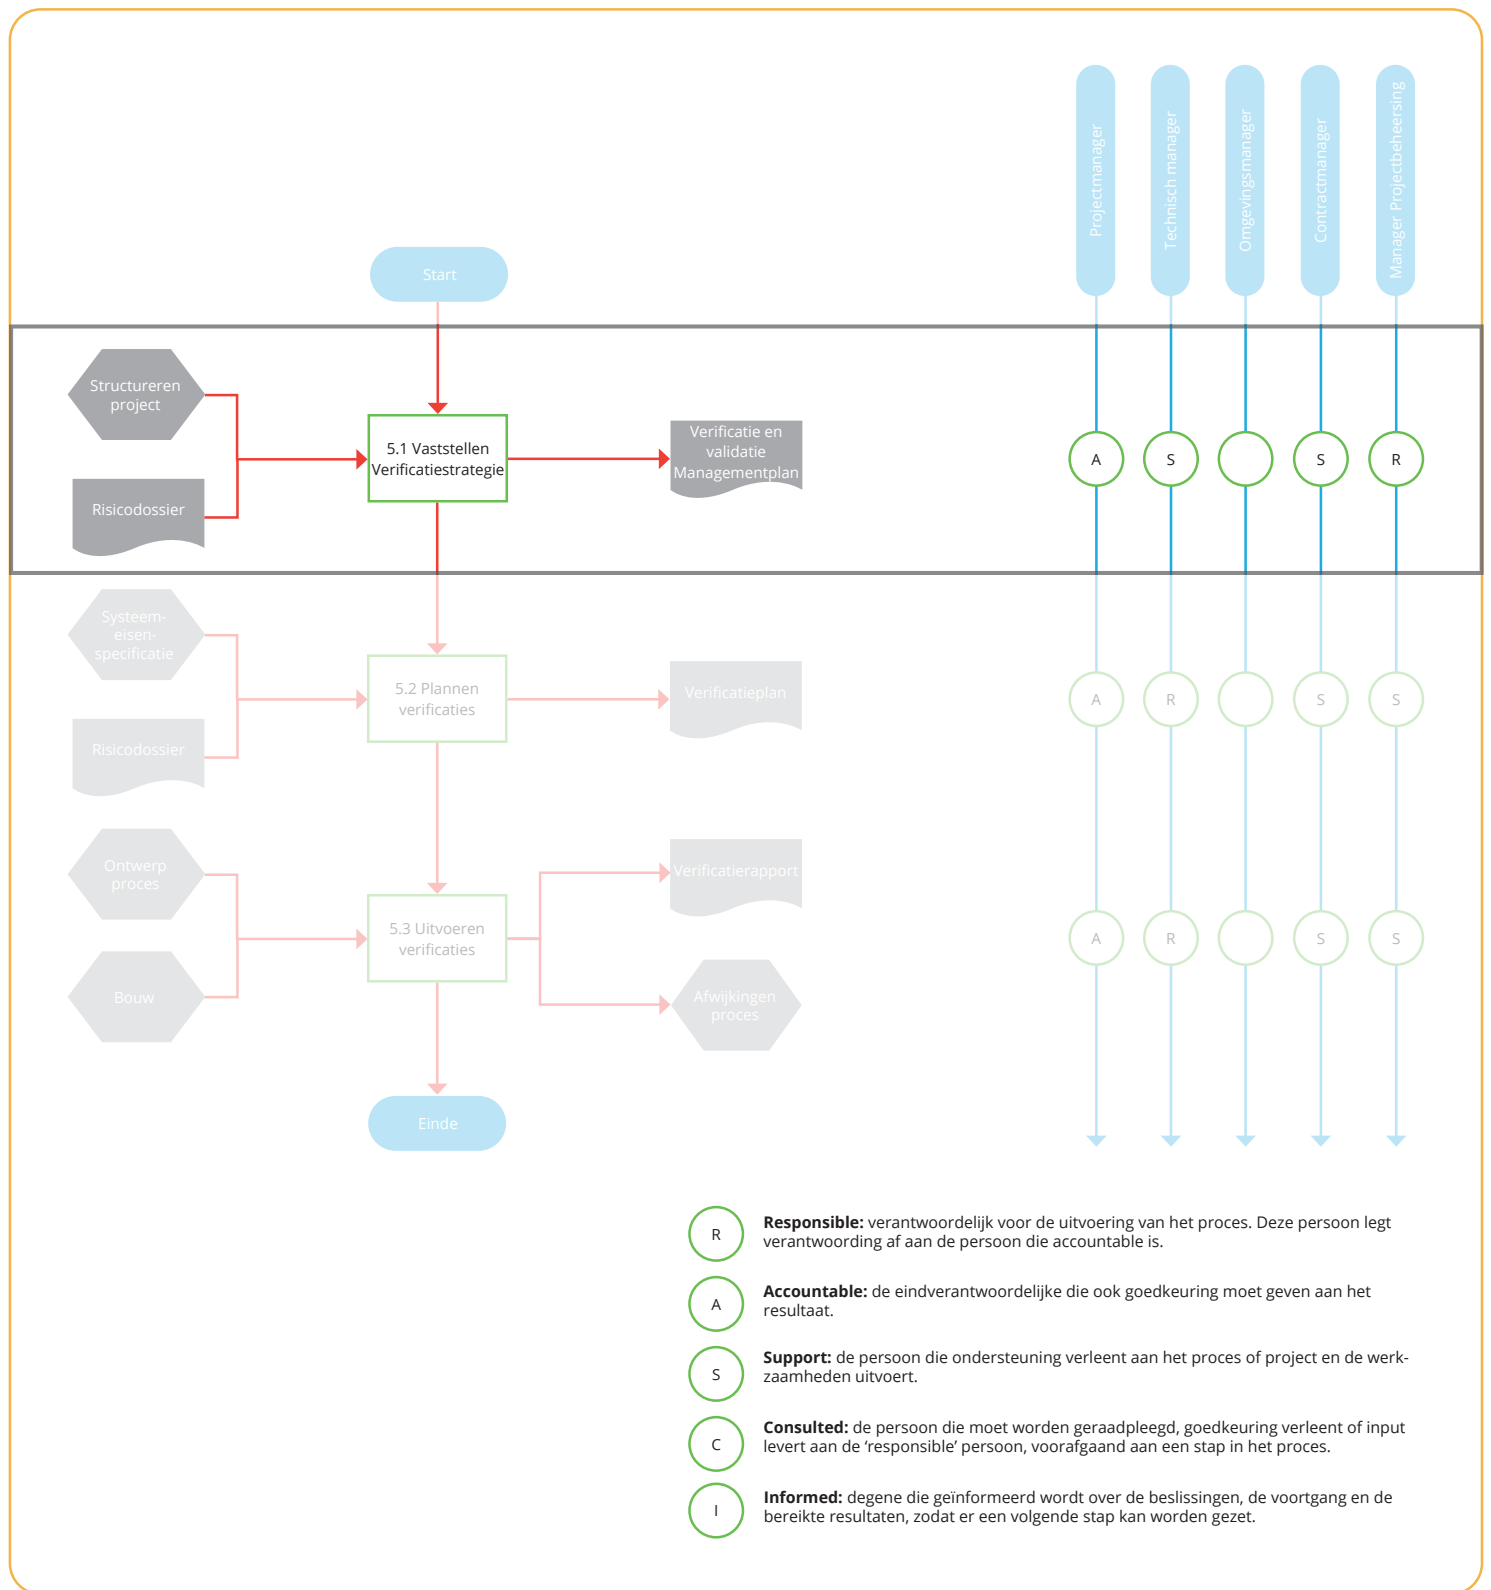 Projectmanager
Technisch manager
Omgevingsmanager
Contractmanager
Manager Projectbeheersing
Start
Structureren
project
Risicodossier
5.1 Vaststellen
Verificatiestrategie
Verificatie en
validatie
Managementplan
A
S
S
R
Systeem-
eisen-
specificatie
Risicodossier
5.2 Plannen
verificaties
Verificatieplan
A
R
S
S
Ontwerp
proces
Bouw
5.3 Uitvoeren
verificaties
Verificatierapport
Afwijkingen
proces
A
R
S
S
Einde
R
Responsible: verantwoordelijk voor de uitvoering van het proces. Deze persoon legt
verantwoording af aan de persoon die accountable is.
A
Accountable: de eindverantwoordelijke die ook goedkeuring moet geven aan het
resultaat.
S
Support: de persoon die ondersteuning verleent aan het proces of project en de werk-
zaamheden uitvoert.
C
Consulted: de persoon die moet worden geraadpleegd, goedkeuring verleent of input
levert aan de ‘responsible’ persoon, voorafgaand aan een stap in het proces.
I
Informed: degene die geïnformeerd wordt over de beslissingen, de voortgang en de
bereikte resultaten, zodat er een volgende stap kan worden gezet.